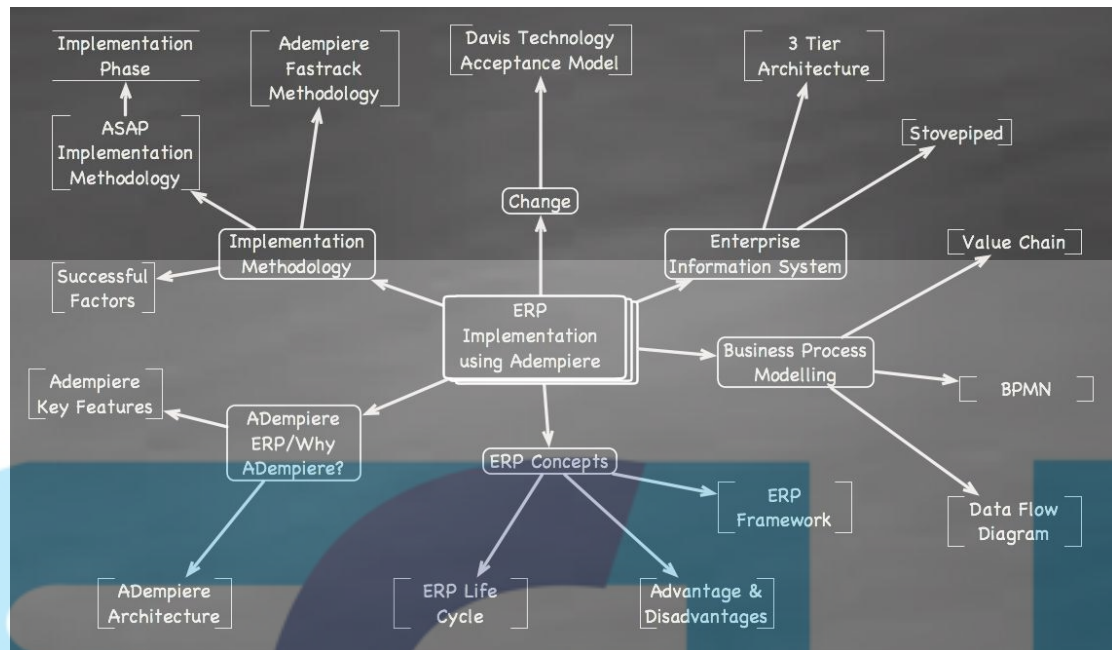 Implementation
Phase
Adempiere
Fastrack
Methodology
Davis Technology
Acceptance Model
3 Tier
Architecture
ASAP
Implementation
Methodology
Stovepiped
Change
Implementation
Methodology
Enterprise
Information System
Value Chain
Successful
Factors
ERP
Implementation
using Adempiere
Business Process
Modelling
Adempiere
Key Features
BPMN
ADempiere
ERP/Why
ADempiere?
ERP Concepts
ERP
Framework
Data Flow
Diagram
ADempiere
Architecture
ERP Life
Cycle
Advantage &
Disadvantages